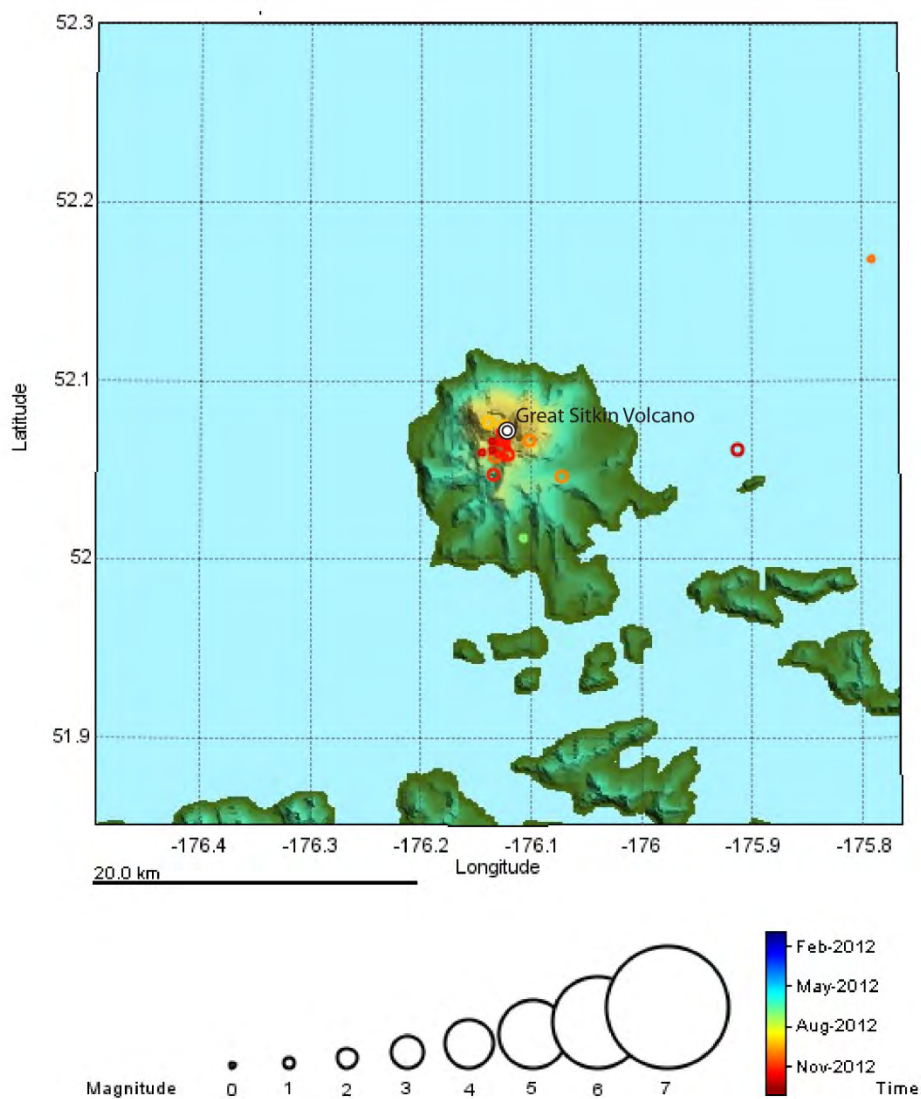 52.3
52.2
52.1
52
51.9
Latitude
Great Sitkin Volcano
-176.4 -176.3 -176.2 -176.1 -176 -175.9 -175.8
Longitude
20.0 km
Feb-2012
May-2012
Aug-2012
Nov-2012
Magnitude 0 1 2 3 4 5 6 7 Time